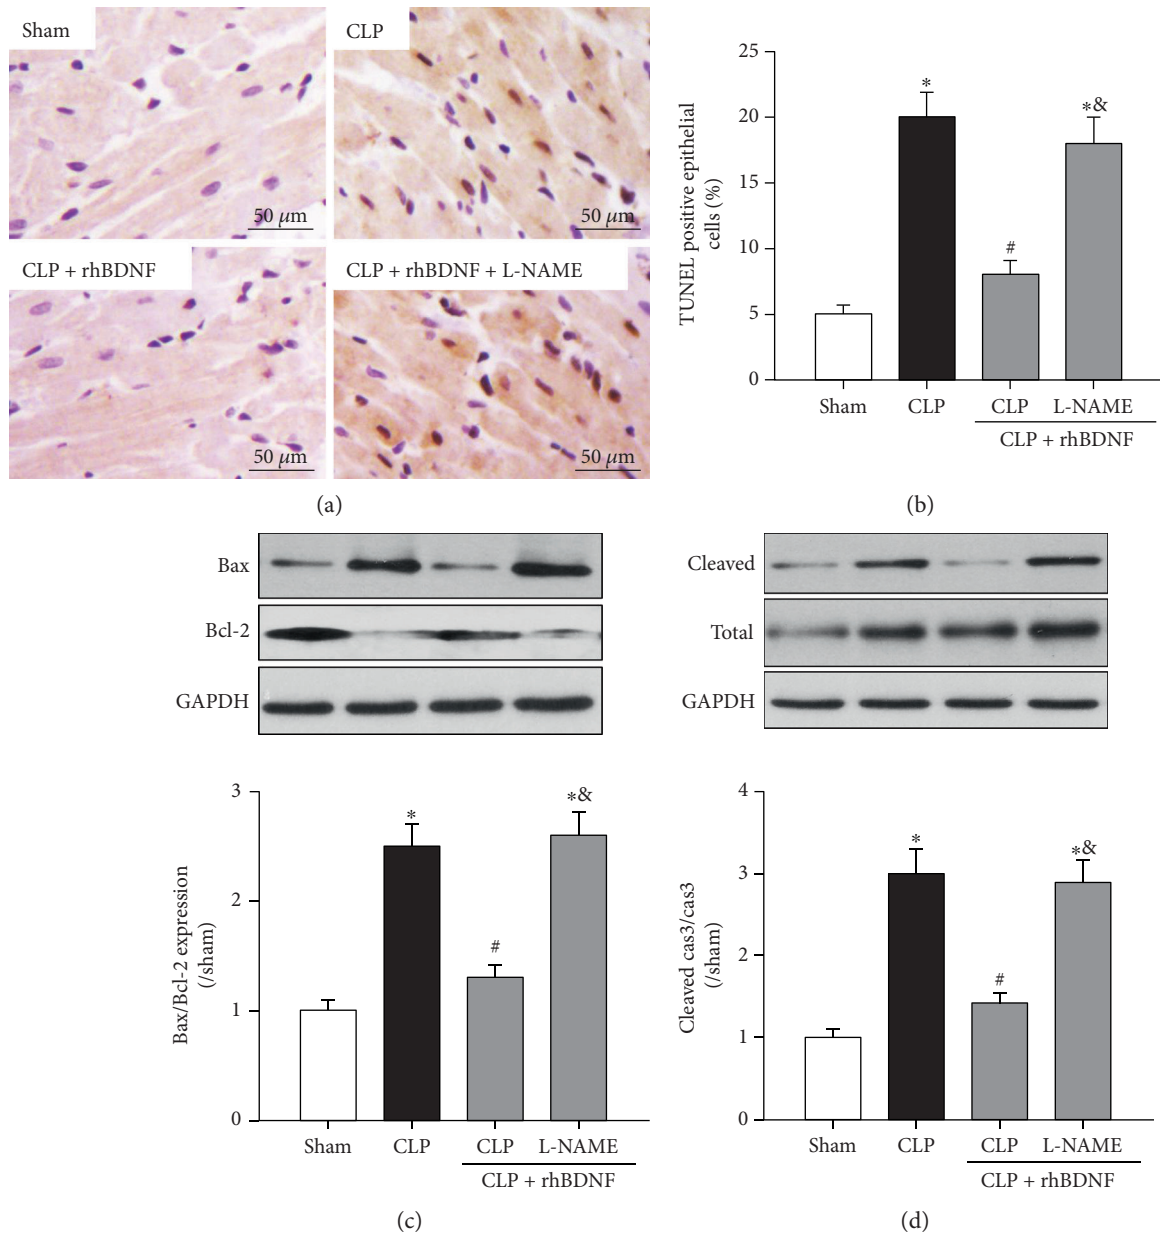 Sham
CLP
50 µm
50 µm
CLP + rhBDNF
CLP + rhBDNF + L-NAME
50 µm
50 µm
(a)
TUNEL positive epithelial
cells (%)
25
20
15
10
5
0
*
#
*&
Sham
CLP
CLP
L-NAME
CLP + rhBDNF
(b)
Bax
Bcl-2
GAPDH
Bax/Bcl-2 expression
(/sham)
3
2
1
0
*
#
*&
Sham
CLP
CLP
L-NAME
CLP + rhBDNF
(c)
Cleaved
Total
GAPDH
Cleaved cas3/cas3
(/sham)
4
3
2
1
0
*
#
*&
Sham
CLP
CLP
L-NAME
CLP + rhBDNF
(d)